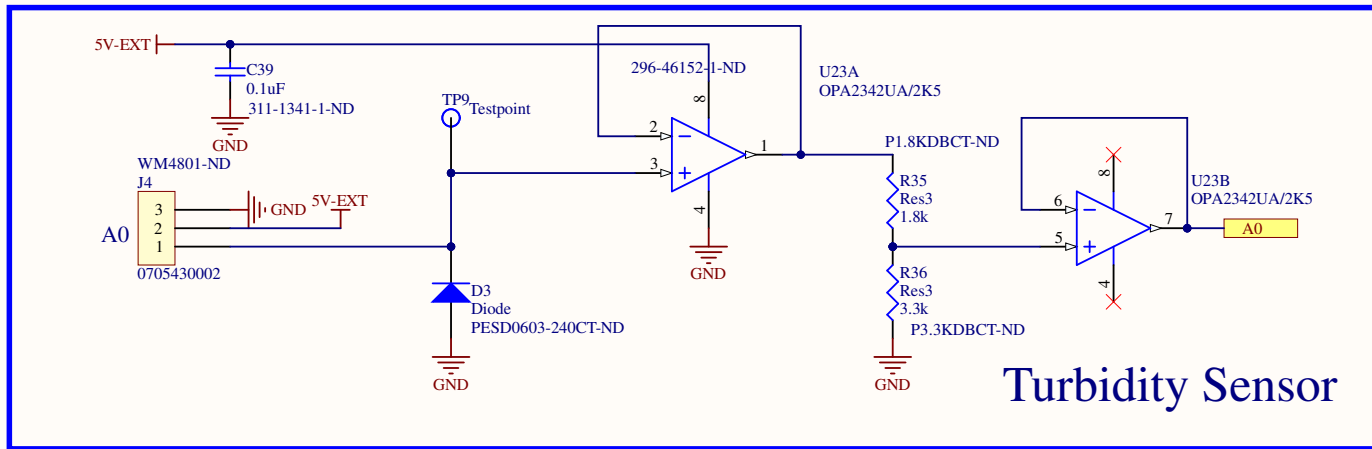 5V-EXT
C39
0.1uF
311-1341-1-ND
GND
WM4801-ND
J4
3
2
1
A0
0705430002
GND
5V-EXT
TP9
Testpoint
D3
Diode
PESD0603-240CT-ND
GND
296-46152-1-ND
8
2
3
1
4
GND
U23A
OPA2342UA/2K5
P1.8KDBCT-ND
R35
Res3
1.8k
R36
Res3
3.3k
P3.3KDBCT-ND
GND
8
6
5
7
4
U23B
OPA2342UA/2K5
A0
Turbidity Sensor